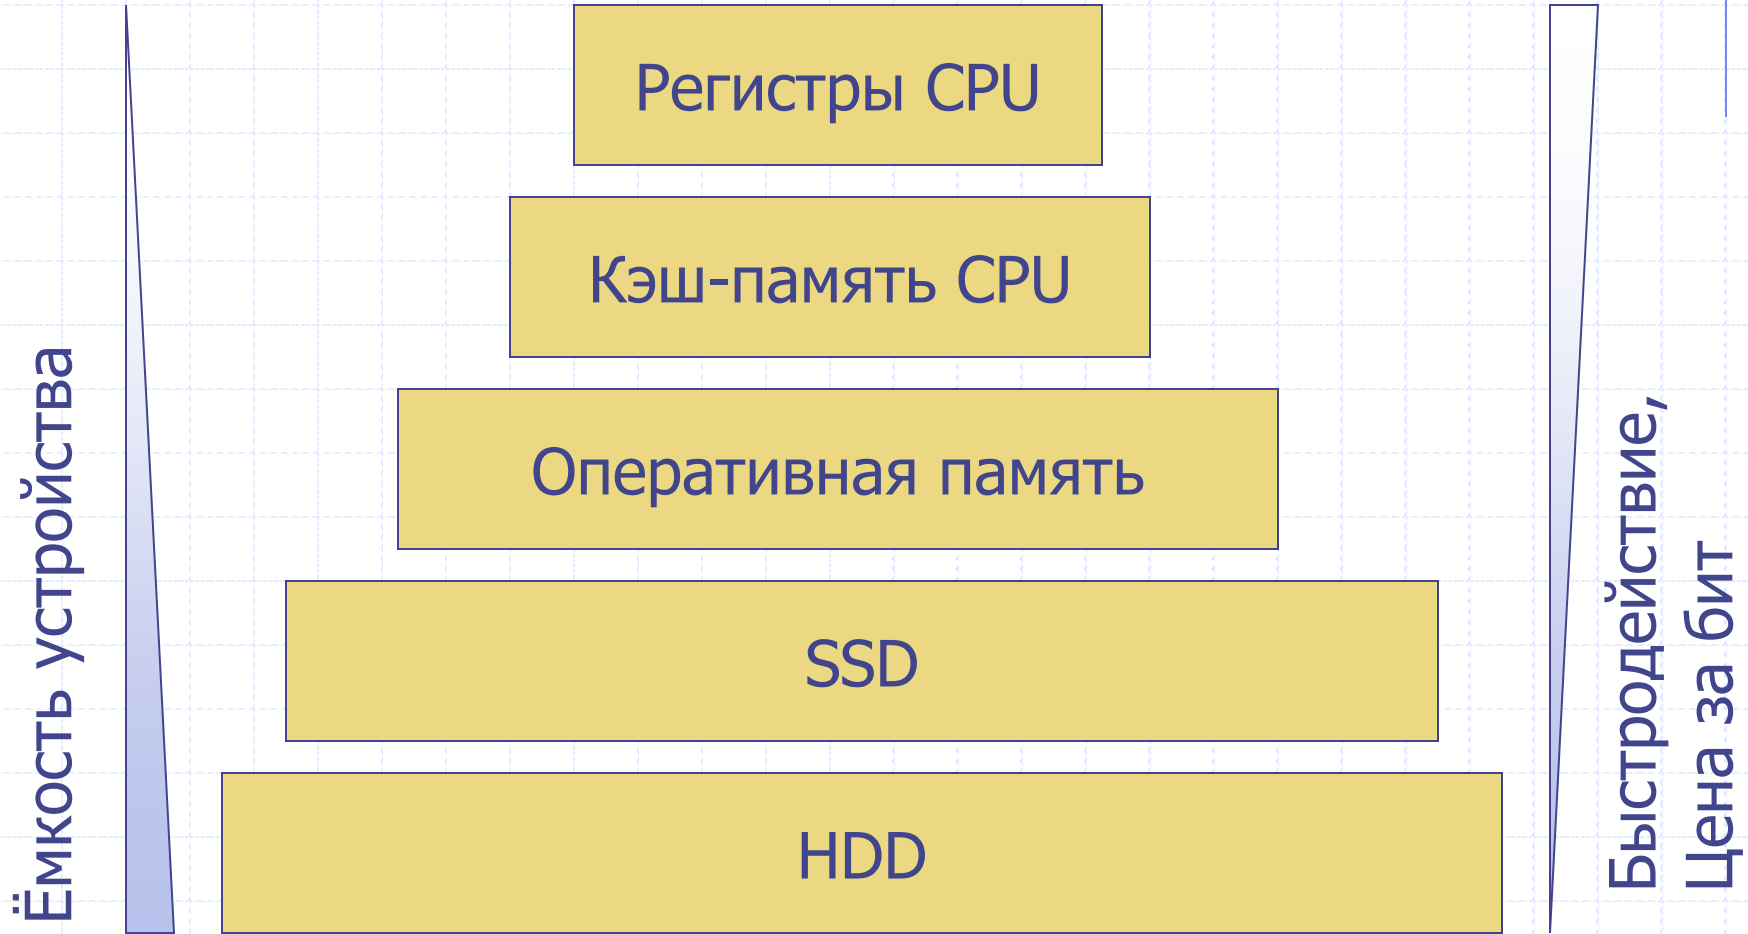 Регистры CPU
Кэш-память CPU
Оперативная память
SSD
HDD
Ёмкость устройства
Быстродействие,
Цена за бит